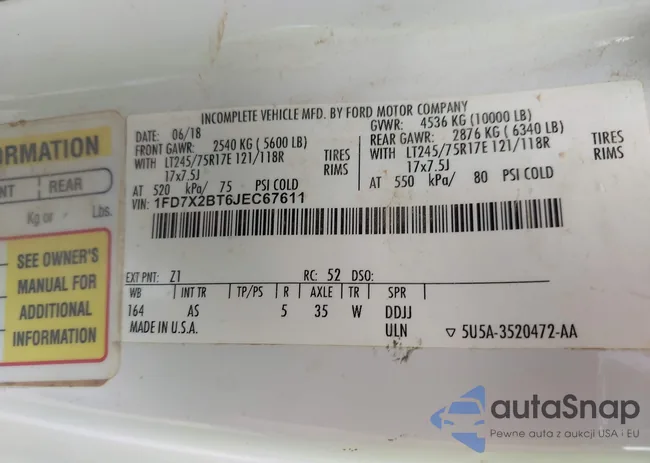 INCOMPLETE VEHICLE MFD. BY FORD MOTOR COMPANY
DATE: 06/18 GVWR: 4536 KG (10000 LB)
FRONT GAWR: 2540 KG ( 5600 LB) REAR GAWR: 2876 KG ( 6340 LB)
WITH LT245/75R17E 121/118R TIRES WITH LT245/75R17E 121/118R TIRES
17x7.5J RIMS 17x7.5J RIMS
AT 520 kPa/ 75 PSI COLD AT 550 kPa/ 80 PSI COLD
VIN: 1FD7X2BT6JEC67611
EXT PNT: Z1 RC: 52 DSO:
WB INT TR TP/PS R AXLE TR SPR
164 AS 5 35 W DDJJ
MADE IN U.S.A. ULN ▽ 5U5A-3520472-AA
ORMATION
NT REAR
Kg or Lbs.
SEE OWNER'S
MANUAL FOR
ADDITIONAL
INFORMATION
autaSnap
Pewne auta z aukcji USA i EU